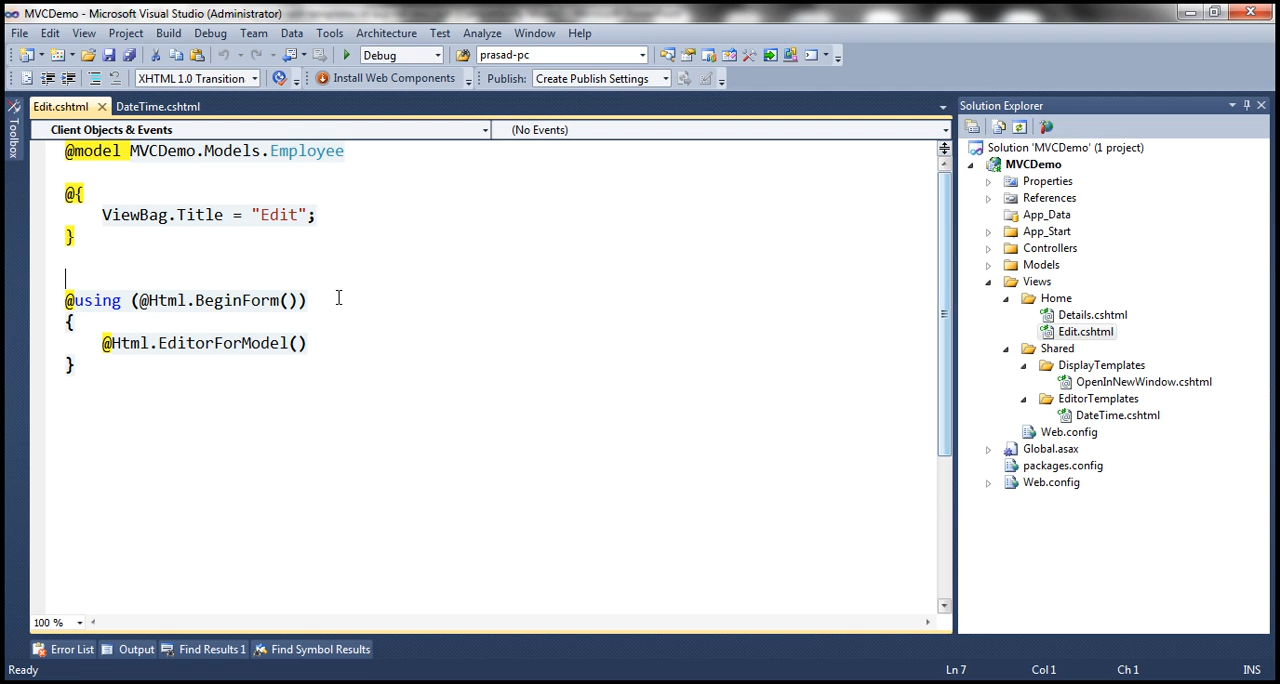 MVCDemo - Microsoft Visual Studio (Administrator)
File Edit View Project Build Debug Team Data Tools Architecture Test Analyze Window Help
Debug prasad-pc
XHTML 1.0 Transition Install Web Components Publish: Create Publish Settings
Edit.cshtml DateTime.cshtml
Client Objects & Events (No Events)
Toolbox
@model MVCDemo.Models.Employee
@{
ViewBag.Title = "Edit";
}
@using (@Html.BeginForm())
{
@Html.EditorForModel()
}
100 %
Solution Explorer
Solution 'MVCDemo' (1 project)
MVCDemo
Properties
References
App_Data
App_Start
Controllers
Models
Views
Home
Details.cshtml
Edit.cshtml
Shared
DisplayTemplates
OpenInNewWindow.cshtml
EditorTemplates
DateTime.cshtml
Web.config
Global.asax
packages.config
Web.config
Error List Output Find Results 1 Find Symbol Results
Ready Ln 7 Col 1 Ch 1 INS